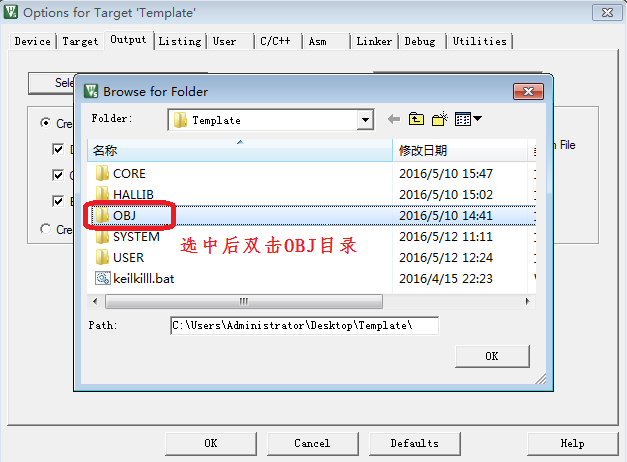 Options for Target 'Template'
Device Target Output Listing User C/C++ Asm Linker Debug Utilities
Browse for Folder
Folder: Template
名称 修改日期
CORE 2016/5/10 15:47
HALLIB 2016/5/10 15:02
OBJ 2016/5/10 14:41
SYSTEM 2016/5/12 11:11
选中后双击OBJ目录
USER 2016/5/12 12:24
keilkilll.bat 2016/4/15 22:23
Path: C:\Users\Administrator\Desktop\Template\
OK
OK Cancel Defaults Help